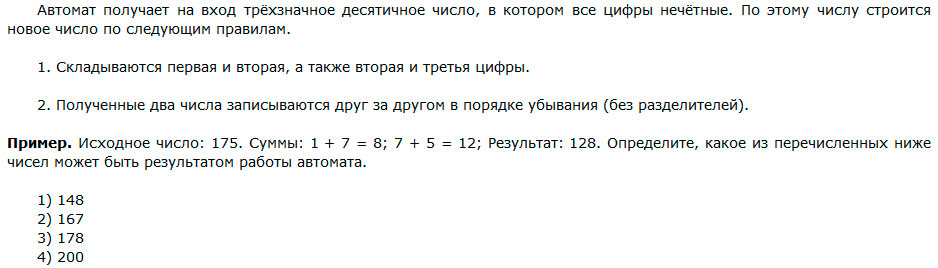 Автомат получает на вход трёхзначное десятичное число, в котором все цифры нечётные. По этому числу строится
новое число по следующим правилам.
1. Складываются первая и вторая, а также вторая и третья цифры.
2. Полученные два числа записываются друг за другом в порядке убывания (без разделителей).
Пример. Исходное число: 175. Суммы: 1 + 7 = 8; 7 + 5 = 12; Результат: 128. Определите, какое из перечисленных ниже
чисел может быть результатом работы автомата.
1) 148
2) 167
3) 178
4) 200